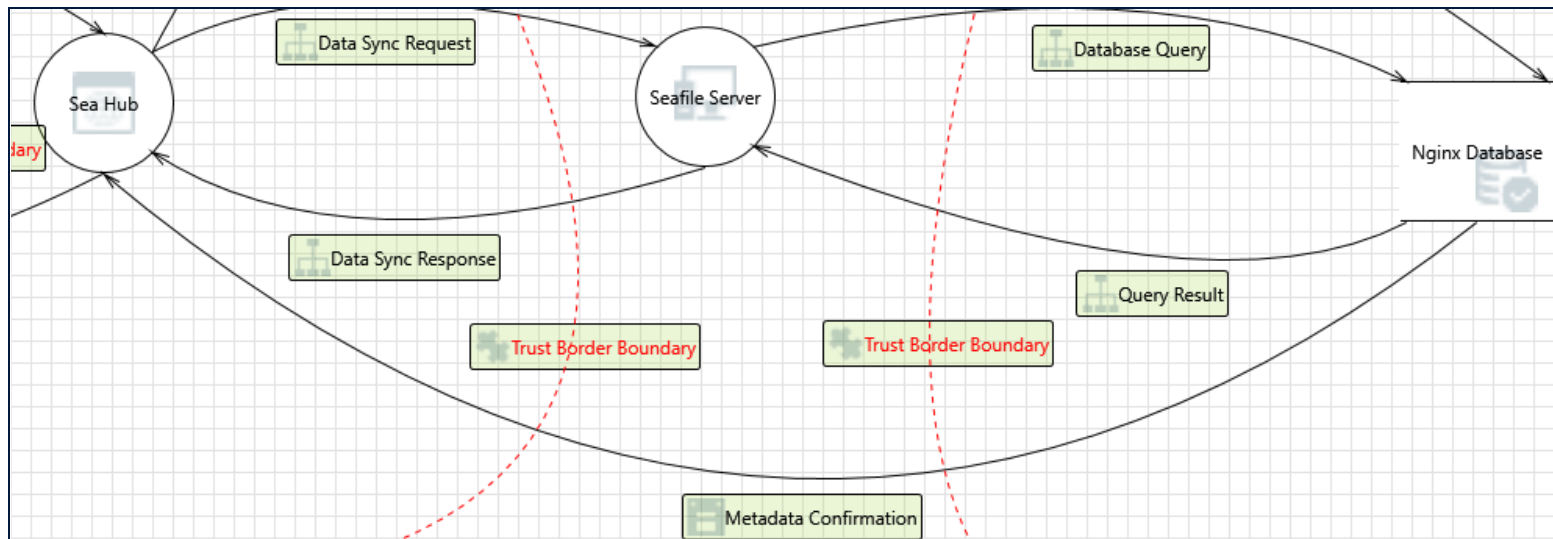 Data Sync Request
Database Query
Sea Hub
Seafile Server
dary
Nginx Database
Data Sync Response
Query Result
Trust Border Boundary
Trust Border Boundary
Metadata Confirmation